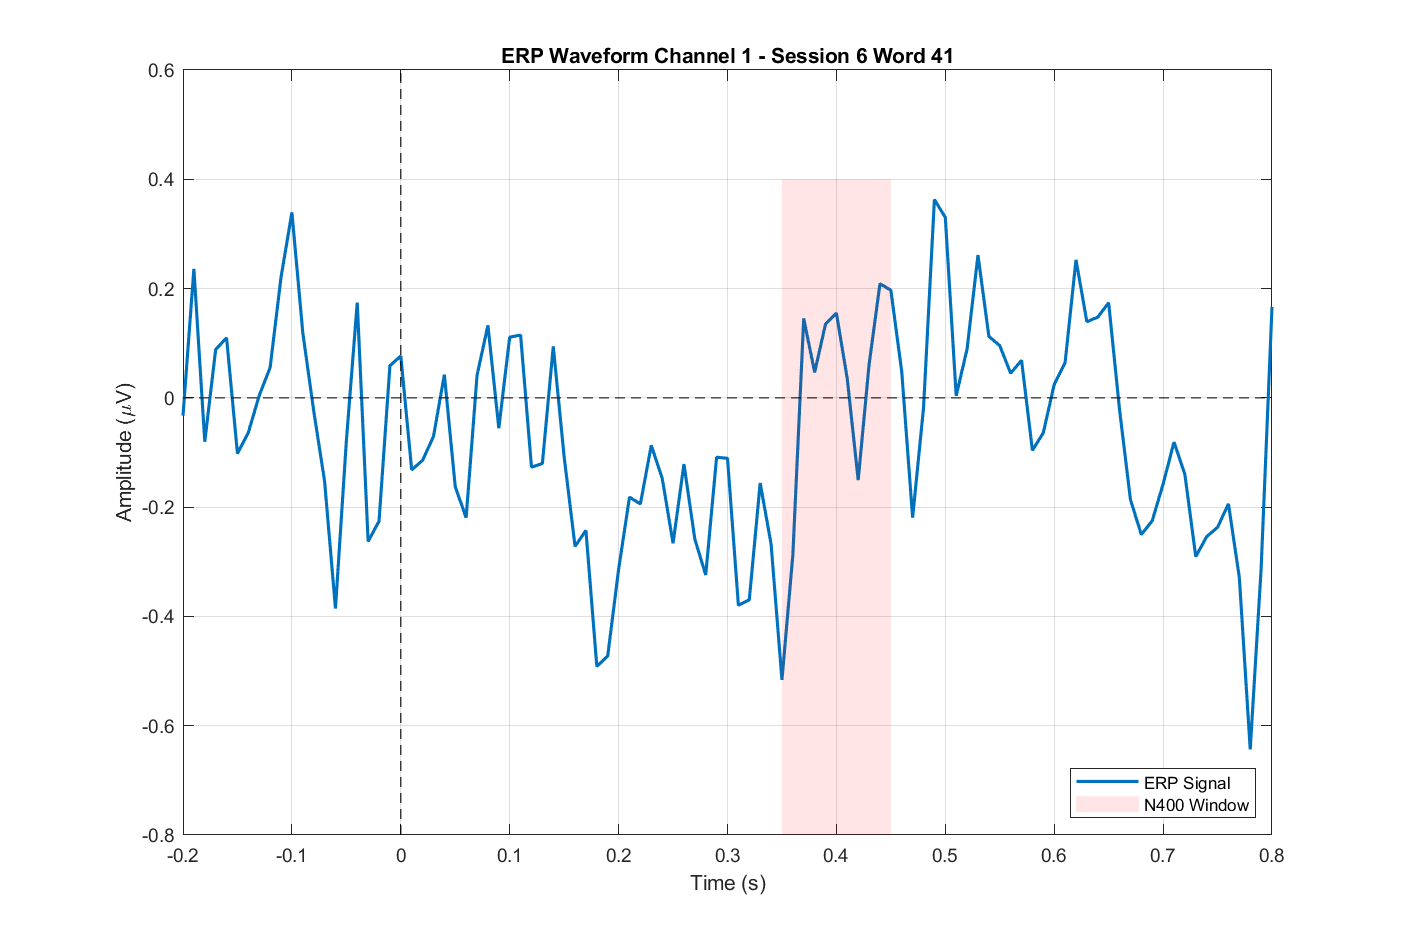 ERP Waveform Channel 1 - Session 6 Word 41
0.6
0.4
0.2
0
-0.2
-0.4
-0.6
-0.8
Amplitude (μV)
-0.2 -0.1 0 0.1 0.2 0.3 0.4 0.5 0.6 0.7 0.8
Time (s)
ERP Signal
N400 Window